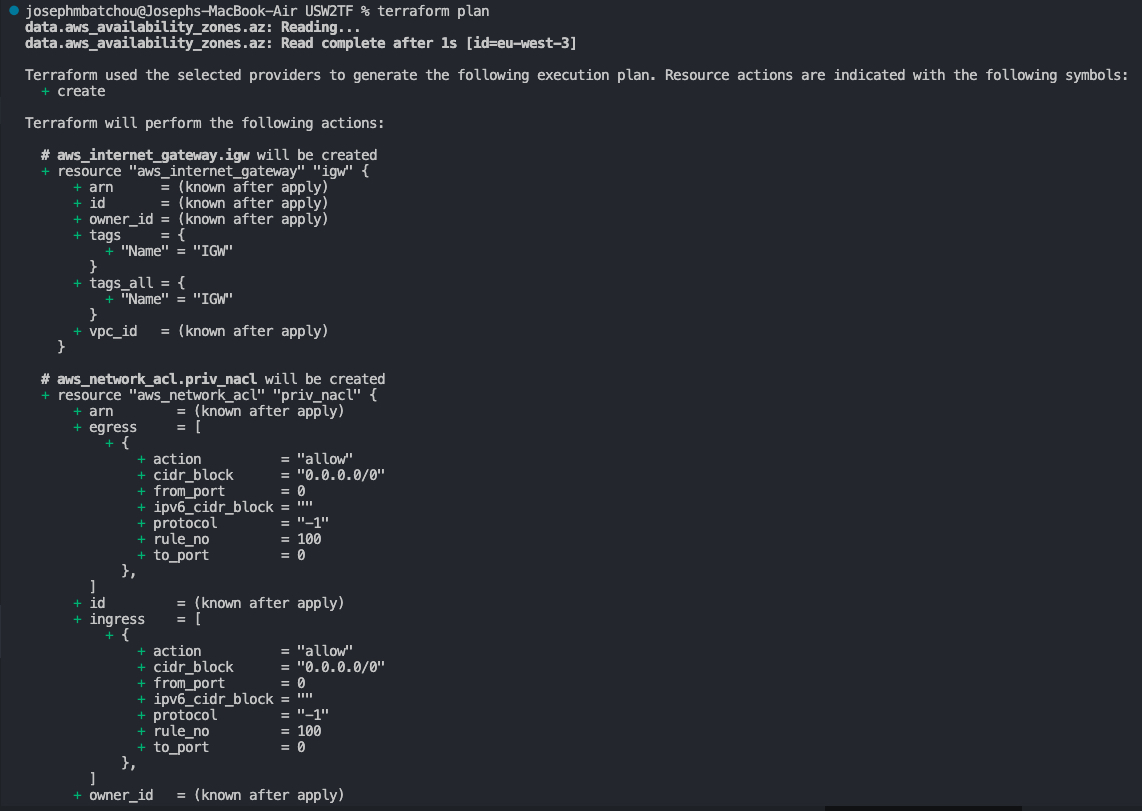 josephmbatchou@Josephs-MacBook-Air USW2TF % terraform plan
data.aws_availability_zones.az: Reading...
data.aws_availability_zones.az: Read complete after 1s [id=eu-west-3]
Terraform used the selected providers to generate the following execution plan. Resource actions are indicated with the following symbols:
+ create
Terraform will perform the following actions:
# aws_internet_gateway.igw will be created
+ resource "aws_internet_gateway" "igw" {
+ arn      = (known after apply)
+ id       = (known after apply)
+ owner_id = (known after apply)
+ tags     = {
+ "Name" = "IGW"
}
+ tags_all = {
+ "Name" = "IGW"
}
+ vpc_id   = (known after apply)
}
# aws_network_acl.priv_nacl will be created
+ resource "aws_network_acl" "priv_nacl" {
+ arn        = (known after apply)
+ egress     = [
+ {
+ action          = "allow"
+ cidr_block      = "0.0.0.0/0"
+ from_port       = 0
+ ipv6_cidr_block = ""
+ protocol        = "-1"
+ rule_no         = 100
+ to_port         = 0
},
]
+ id         = (known after apply)
+ ingress    = [
+ {
+ action          = "allow"
+ cidr_block      = "0.0.0.0/0"
+ from_port       = 0
+ ipv6_cidr_block = ""
+ protocol        = "-1"
+ rule_no         = 100
+ to_port         = 0
},
]
+ owner_id   = (known after apply)